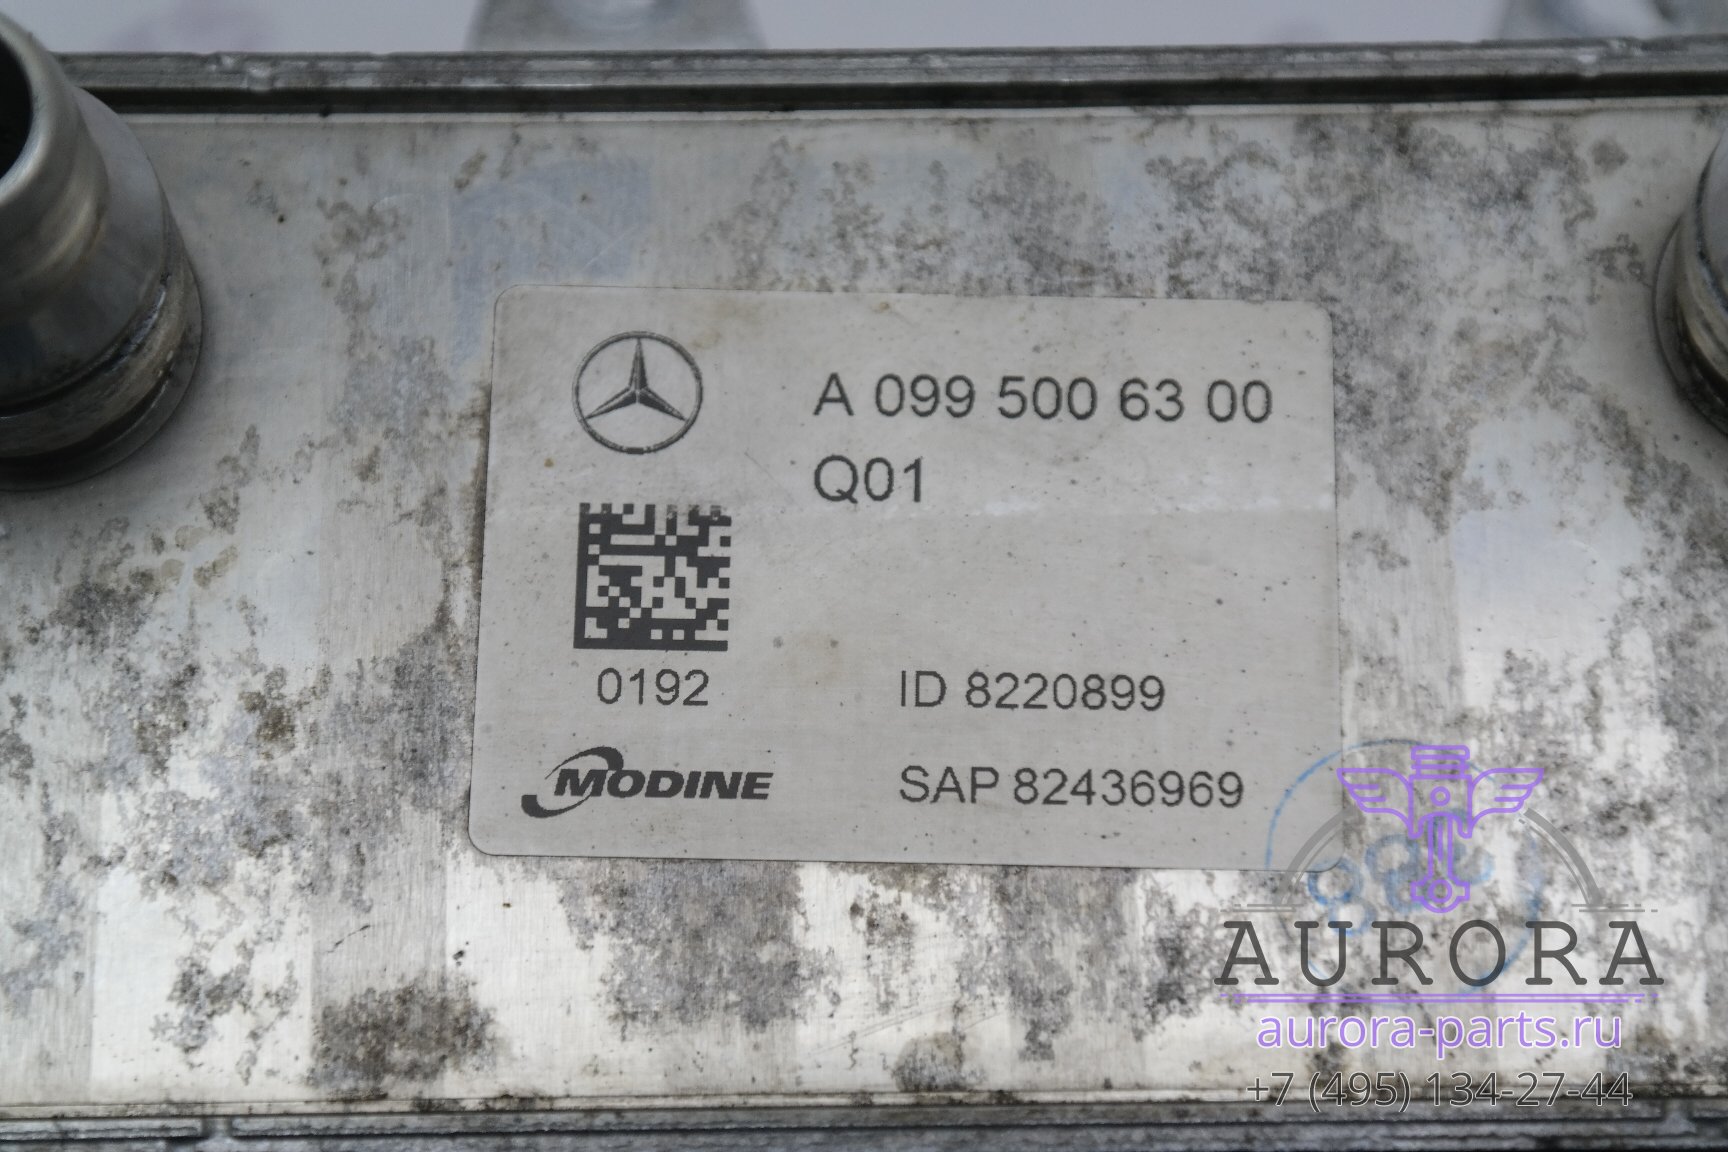 A 099 500 63 00
Q01
0192
ID 8220899
MODINE
SAP 82436969
AURORA
aurora-parts.ru
+7 (495) 134-27-44